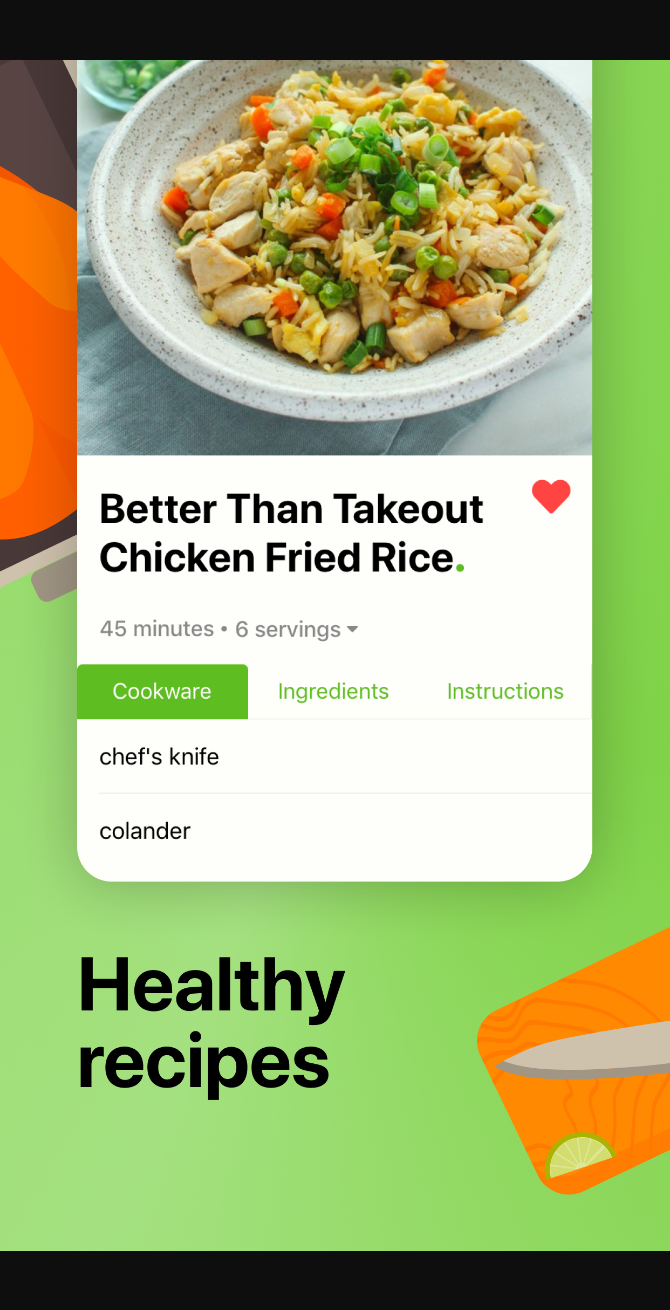 Better Than Takeout
Chicken Fried Rice.
45 minutes • 6 servings
Cookware
Ingredients
Instructions
chef's knife
colander
Healthy
recipes